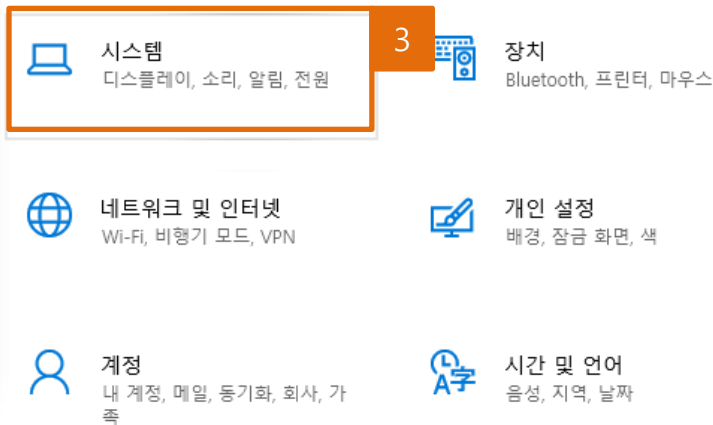 시스템
디스플레이, 소리, 알림, 전원
3
장치
Bluetooth, 프린터, 마우스
네트워크 및 인터넷
Wi-Fi, 비행기 모드, VPN
개인 설정
배경, 잠금 화면, 색
계정
내 계정, 메일, 동기화, 회사, 가
족
시간 및 언어
음성, 지역, 날짜
A字